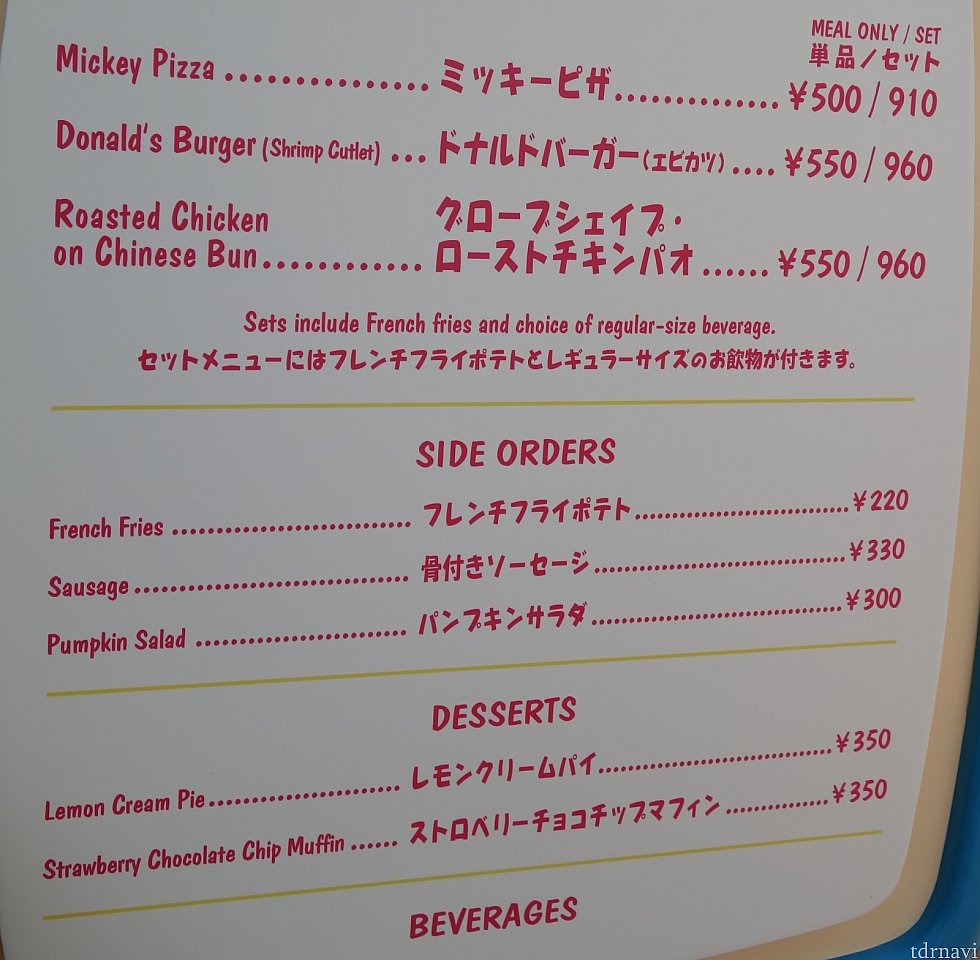 MEAL ONLY / SET
単品／セット
Mickey Pizza ............... ミッキーピザ............... ¥500 / 910
Donald's Burger (Shrimp Cutlet) ... ドナルドバーガー(エビカツ) .... ¥550 / 960
Roasted Chicken グローブシェイプ・
on Chinese Bun............ ローストチキンパオ ...... ¥550 / 960
Sets include French fries and choice of regular-size beverage.
セットメニューにはフレンチフライポテトとレギュラーサイズのお飲物が付きます。
SIDE ORDERS
French Fries ............................. フレンチフライポテト.............................. ¥220
Sausage .................................. 骨付きソーセージ .................................. ¥330
Pumpkin Salad .......................... パンプキンサラダ .................................. ¥300
DESSERTS
Lemon Cream Pie........................ レモンクリームパイ............................... ¥350
Strawberry Chocolate Chip Muffin ...... ストロベリーチョコチップマフィン ............. ¥350
BEVERAGES
tdrnavi